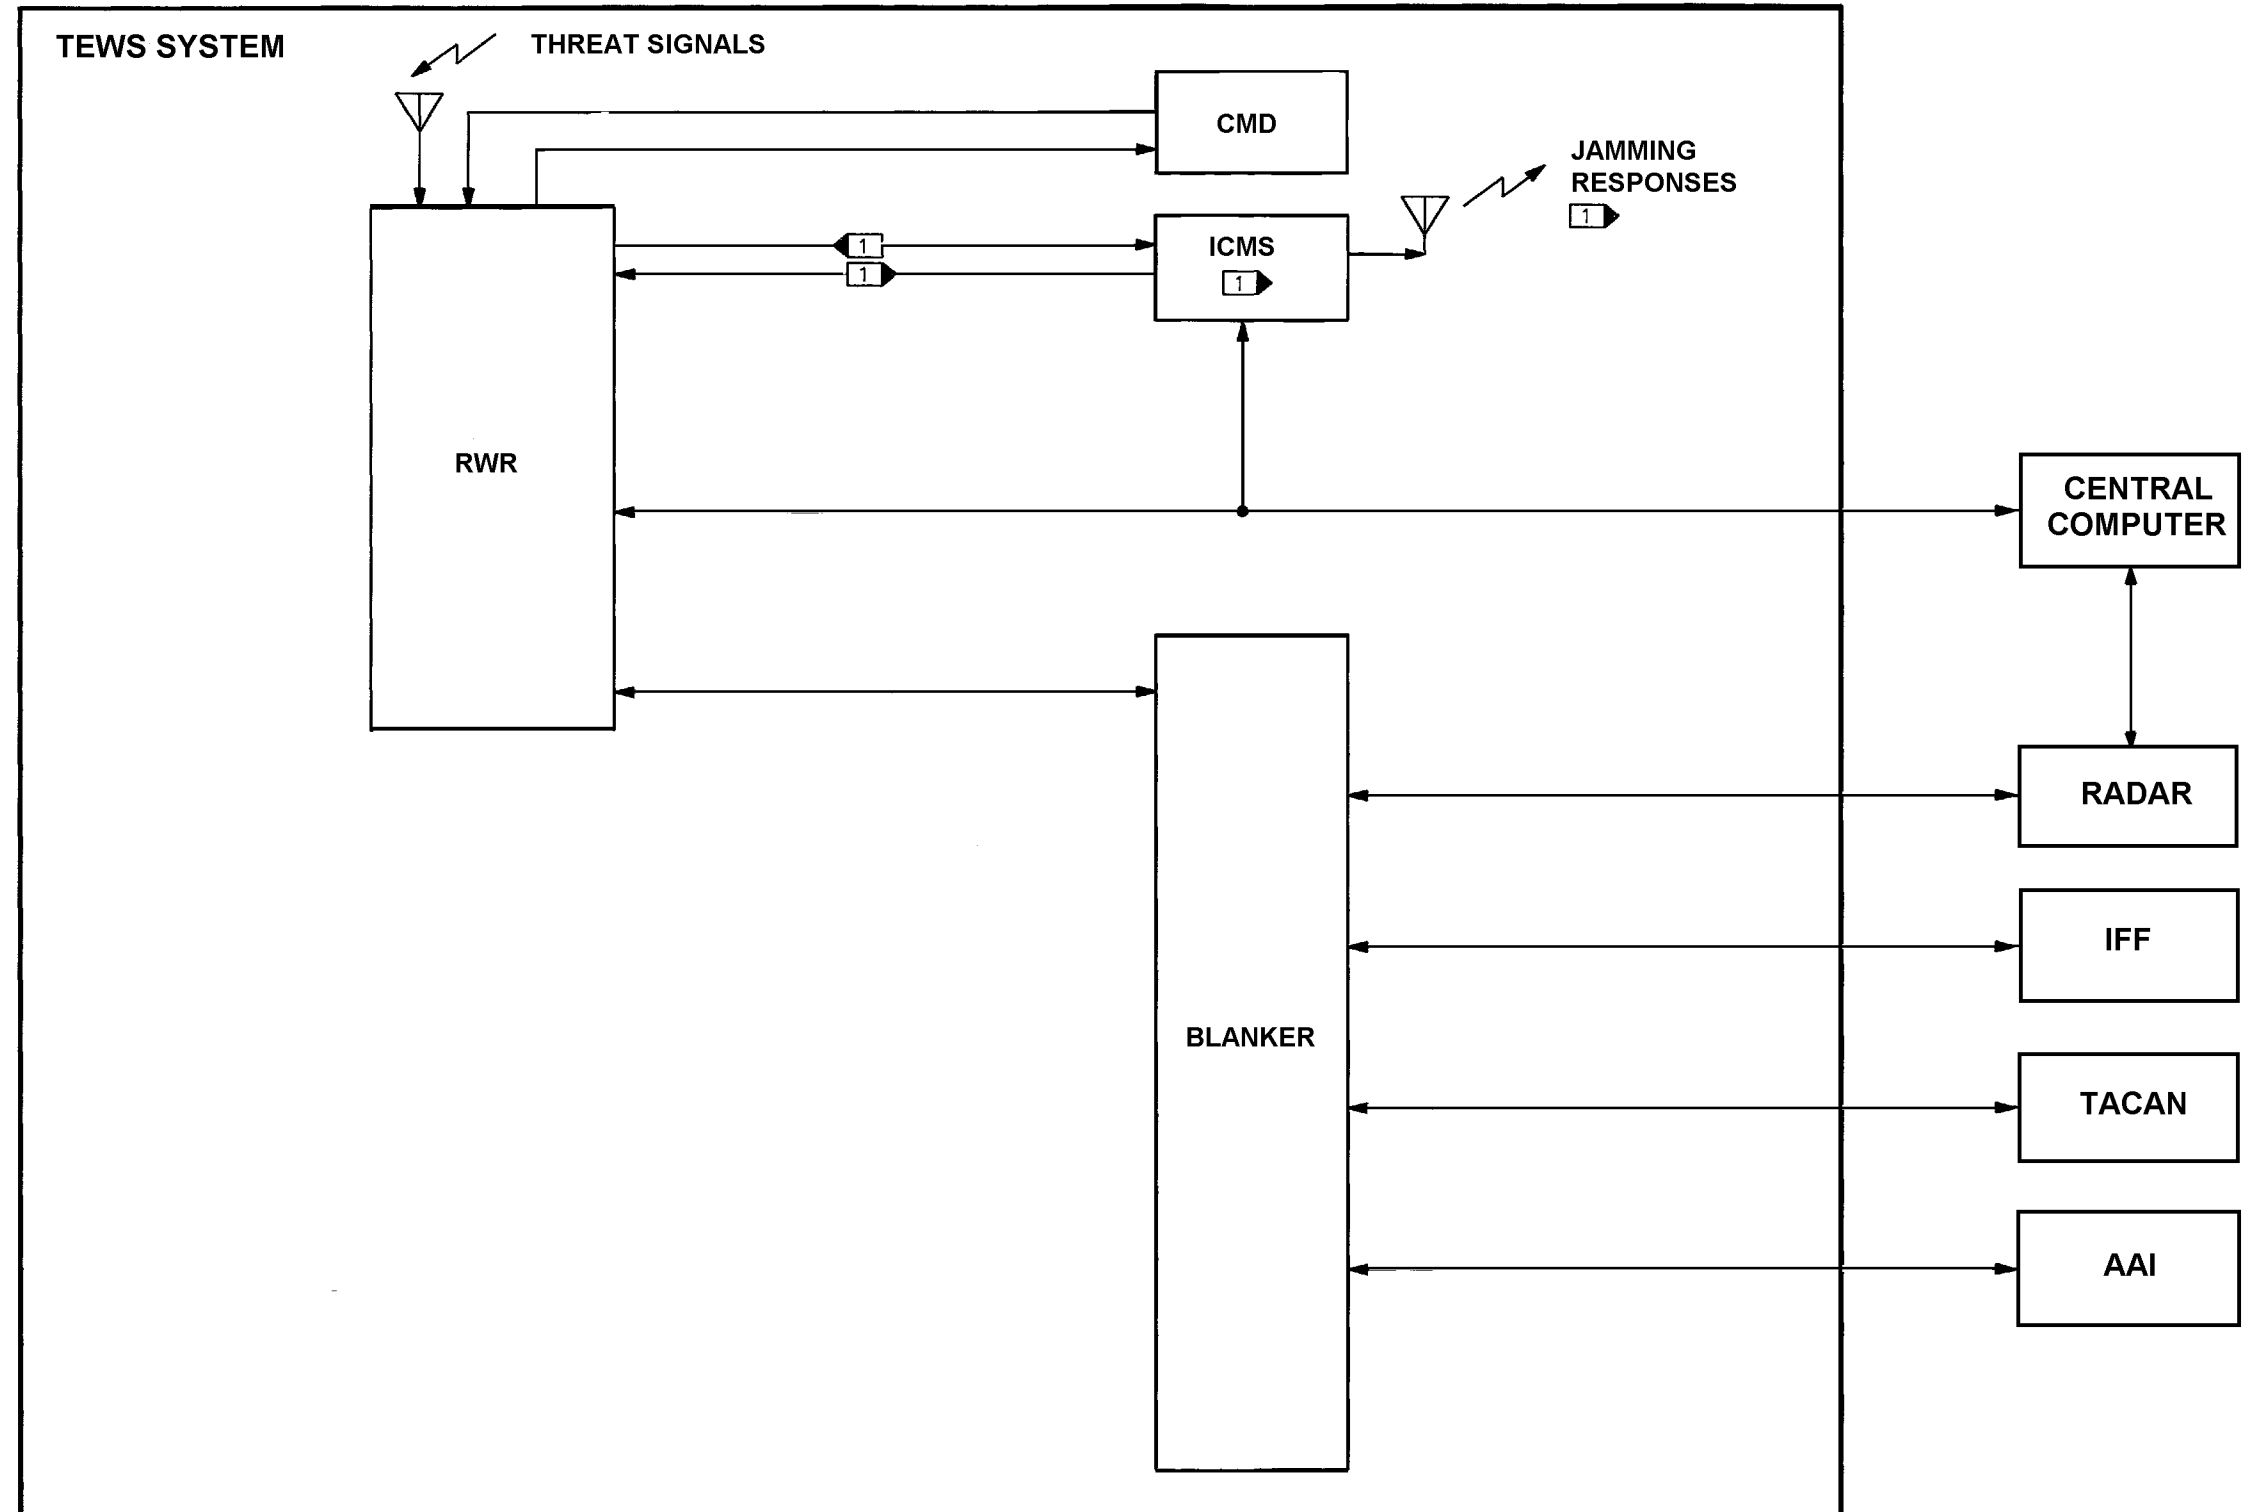 TEWS SYSTEM
THREAT SIGNALS
CMD
JAMMING
RESPONSES
1
1
1
ICMS
1
RWR
CENTRAL
COMPUTER
RADAR
IFF
BLANKER
TACAN
AAI